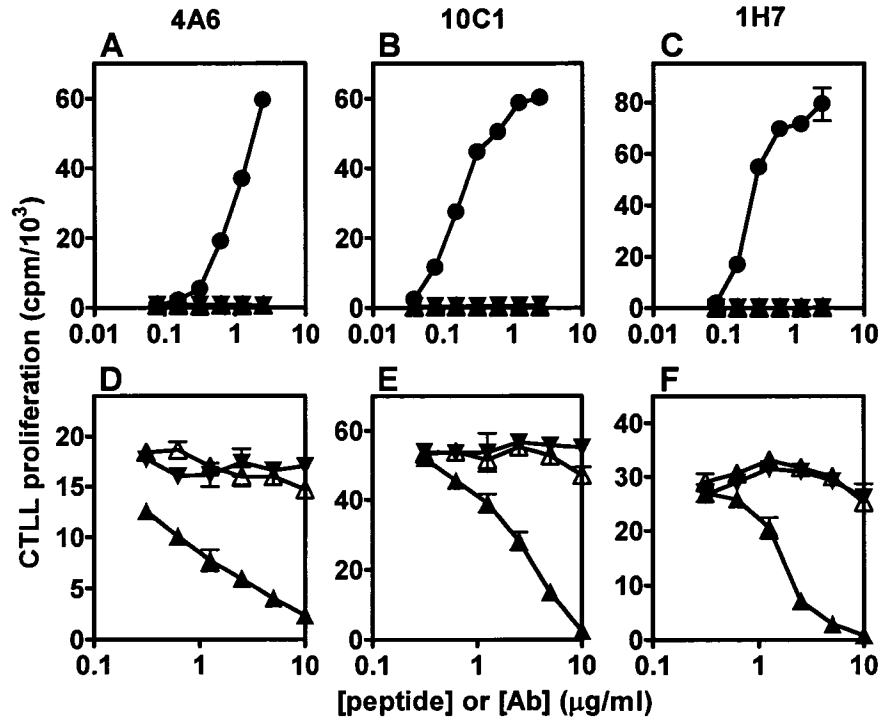 4A6 10C1 1H7
A B C
60 60 80
40 40 60
20 20 40
0 0 20
0
0.01 0.1 1 10 0.01 0.1 1 10 0.01 0.1 1 10
CTLL proliferation (cpm/10³)
D E F
20 60 40
15 40 30
10 20 20
5 0 10
0 0
0.1 1 10 0.1 1 10 0.1 1 10
[peptide] or [Ab] (μg/ml)